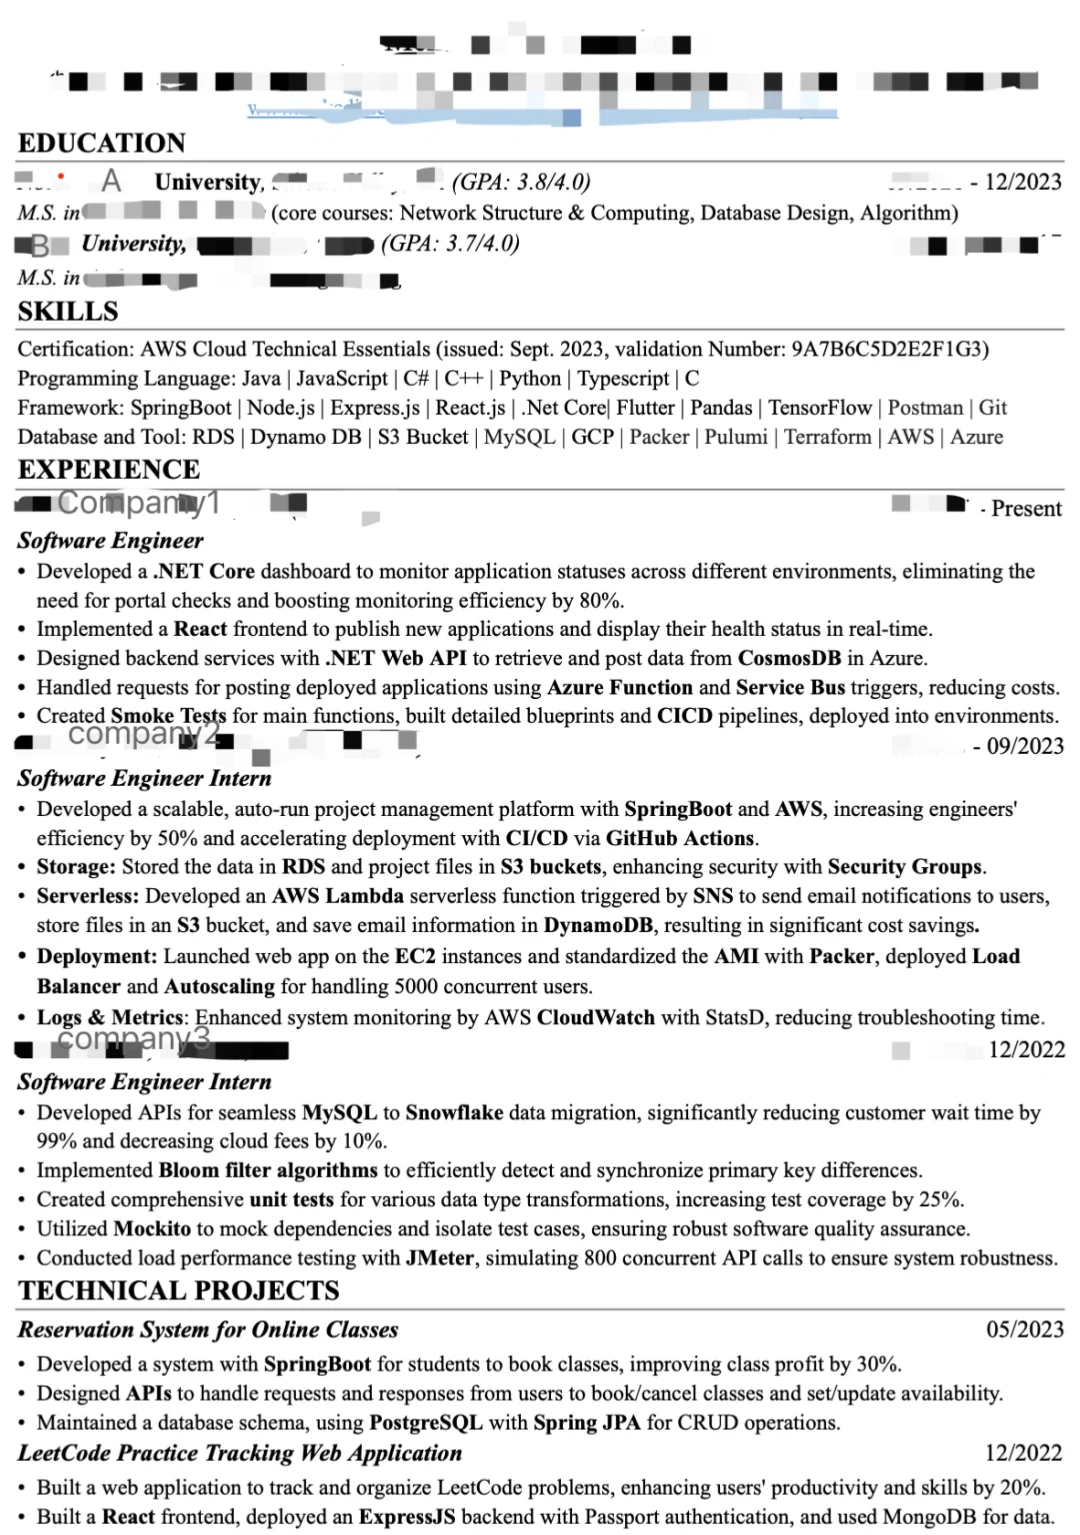 EDUCATION
A University, (GPA: 3.8/4.0) - 12/2023
M.S. in (core courses: Network Structure & Computing, Database Design, Algorithm)
B University, (GPA: 3.7/4.0)
M.S. in
SKILLS
Certification: AWS Cloud Technical Essentials (issued: Sept. 2023, validation Number: 9A7B6C5D2E2F1G3)
Programming Language: Java | JavaScript | C# | C++ | Python | Typescript | C
Framework: SpringBoot | Node.js | Express.js | React.js | .Net Core| Flutter | Pandas | TensorFlow | Postman | Git
Database and Tool: RDS | Dynamo DB | S3 Bucket | MySQL | GCP | Packer | Pulumi | Terraform | AWS | Azure
EXPERIENCE
Compamy1 - Present
Software Engineer
• Developed a .NET Core dashboard to monitor application statuses across different environments, eliminating the
need for portal checks and boosting monitoring efficiency by 80%.
• Implemented a React frontend to publish new applications and display their health status in real-time.
• Designed backend services with .NET Web API to retrieve and post data from CosmosDB in Azure.
• Handled requests for posting deployed applications using Azure Function and Service Bus triggers, reducing costs.
• Created Smoke Tests for main functions, built detailed blueprints and CICD pipelines, deployed into environments.
company2 - 09/2023
Software Engineer Intern
• Developed a scalable, auto-run project management platform with SpringBoot and AWS, increasing engineers'
efficiency by 50% and accelerating deployment with CI/CD via GitHub Actions.
• Storage: Stored the data in RDS and project files in S3 buckets, enhancing security with Security Groups.
• Serverless: Developed an AWS Lambda serverless function triggered by SNS to send email notifications to users,
store files in an S3 bucket, and save email information in DynamoDB, resulting in significant cost savings.
• Deployment: Launched web app on the EC2 instances and standardized the AMI with Packer, deployed Load
Balancer and Autoscaling for handling 5000 concurrent users.
• Logs & Metrics: Enhanced system monitoring by AWS CloudWatch with StatsD, reducing troubleshooting time.
company3 12/2022
Software Engineer Intern
• Developed APIs for seamless MySQL to Snowflake data migration, significantly reducing customer wait time by
99% and decreasing cloud fees by 10%.
• Implemented Bloom filter algorithms to efficiently detect and synchronize primary key differences.
• Created comprehensive unit tests for various data type transformations, increasing test coverage by 25%.
• Utilized Mockito to mock dependencies and isolate test cases, ensuring robust software quality assurance.
• Conducted load performance testing with JMeter, simulating 800 concurrent API calls to ensure system robustness.
TECHNICAL PROJECTS
Reservation System for Online Classes 05/2023
• Developed a system with SpringBoot for students to book classes, improving class profit by 30%.
• Designed APIs to handle requests and responses from users to book/cancel classes and set/update availability.
• Maintained a database schema, using PostgreSQL with Spring JPA for CRUD operations.
LeetCode Practice Tracking Web Application 12/2022
• Built a web application to track and organize LeetCode problems, enhancing users' productivity and skills by 20%.
• Built a React frontend, deployed an ExpressJS backend with Passport authentication, and used MongoDB for data.